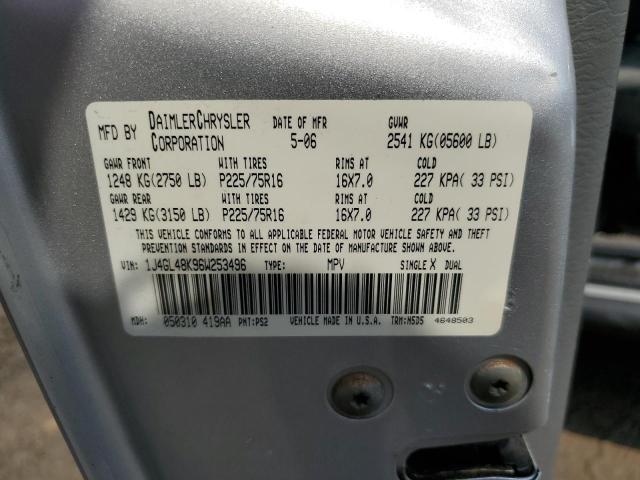 MFD BY DAIMLERCHRYSLER CORPORATION DATE OF MFR 5-06 GVWR 2541 KG(05600 LB)
GAWR FRONT WITH TIRES RIMS AT COLD
1248 KG(2750 LB) P225/75R16 16X7.0 227 KPA( 33 PSI)
GAWR REAR WITH TIRES RIMS AT COLD
1429 KG(3150 LB) P225/75R16 16X7.0 227 KPA( 33 PSI)
THIS VEHICLE CONFORMS TO ALL APPLICABLE FEDERAL MOTOR VEHICLE SAFETY AND THEFT
PREVENTION STANDARDS IN EFFECT ON THE DATE OF MANUFACTURE SHOWN ABOVE.
VIN: 1J4GL48K96W253496 TYPE: MPV SINGLE X DUAL
MDH: 050310 419AA PNT: PS2 VEHICLE MADE IN U.S.A. TRM: N5D5 4648503